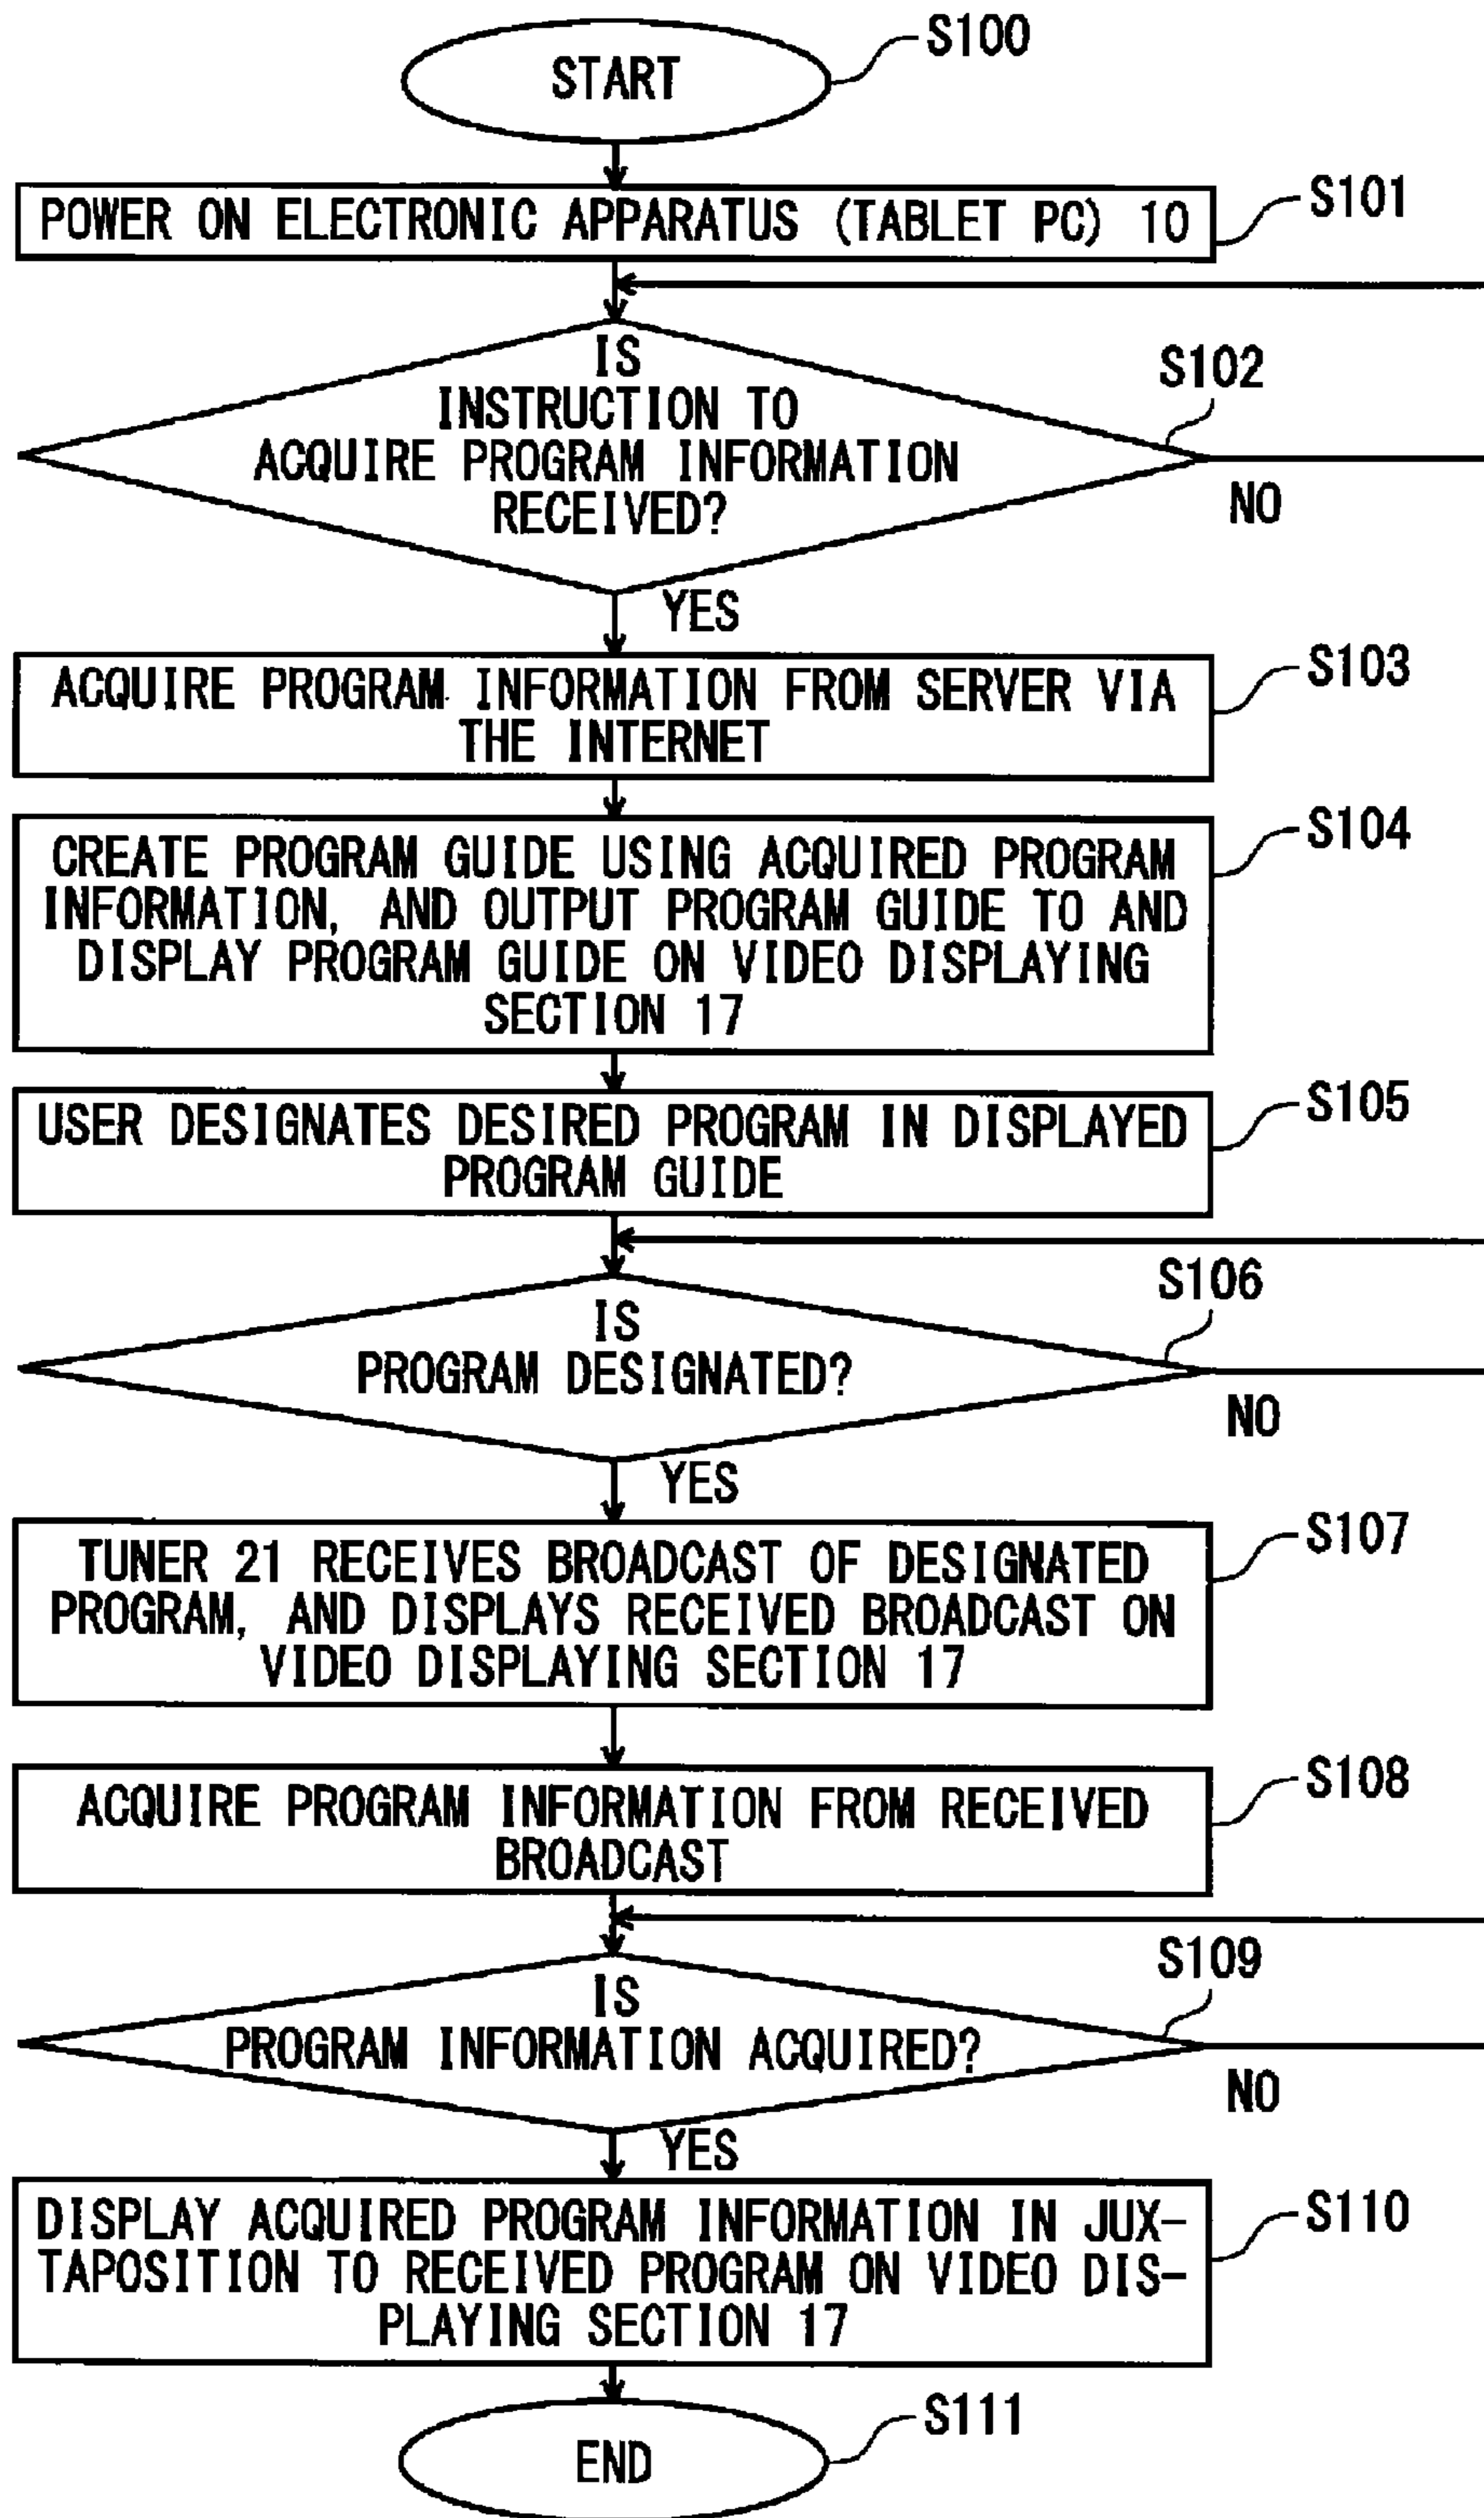 START
S100
POWER ON ELECTRONIC APPARATUS (TABLET PC) 10
S101
IS
INSTRUCTION TO
ACQUIRE PROGRAM INFORMATION
RECEIVED?
S102
NO
YES
ACQUIRE PROGRAM INFORMATION FROM SERVER VIA
THE INTERNET
S103
CREATE PROGRAM GUIDE USING ACQUIRED PROGRAM
INFORMATION, AND OUTPUT PROGRAM GUIDE TO AND
DISPLAY PROGRAM GUIDE ON VIDEO DISPLAYING
SECTION 17
S104
USER DESIGNATES DESIRED PROGRAM IN DISPLAYED
PROGRAM GUIDE
S105
IS
PROGRAM DESIGNATED?
S106
NO
YES
TUNER 21 RECEIVES BROADCAST OF DESIGNATED
PROGRAM, AND DISPLAYS RECEIVED BROADCAST ON
VIDEO DISPLAYING SECTION 17
S107
ACQUIRE PROGRAM INFORMATION FROM RECEIVED
BROADCAST
S108
IS
PROGRAM INFORMATION ACQUIRED?
S109
NO
YES
DISPLAY ACQUIRED PROGRAM INFORMATION IN JUX-
TAPOSITION TO RECEIVED PROGRAM ON VIDEO DIS-
PLAYING SECTION 17
S110
END
S111